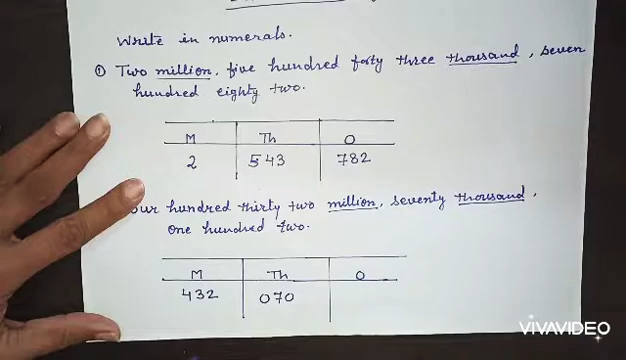 Write in numerals.
① Two million, five hundred forty three thousand, seven
hundred eighty two.
M Th O
2 543 782
our hundred thirty two million, seventy thousand,
one hundred two.
M Th O
432 070
VIVAVIDEO